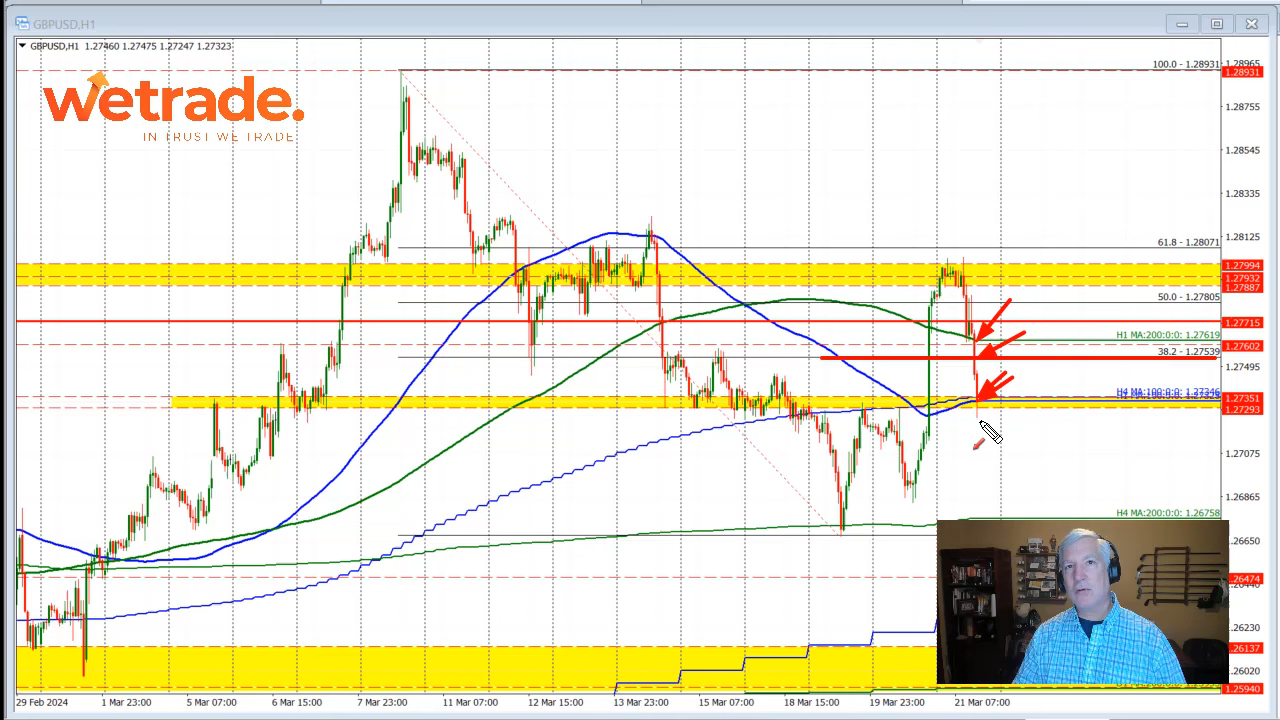 GBPUSD,H1
GBPUSD,H1 1.27460 1.27475 1.27247 1.27323
wetrade.
IN TRUST WE TRADE
100.0 - 1.28931
61.8 - 1.28071
50.0 - 1.27805
H1 MA:200:0:0: 1.27619
38.2 - 1.27539
H4 MA:100:0:0: 1.27346
H4 MA:200:0:0: 1.26758
1.28965
1.28931
1.28755
1.28545
1.28335
1.28125
1.27994
1.27932
1.27887
1.27715
1.27602
1.27495
1.27351
1.27293
1.27075
1.26865
1.26650
1.26474
1.26440
1.26230
1.26137
1.26020
1.25940
29 Feb 2024
1 Mar 23:00
5 Mar 07:00
6 Mar 15:00
7 Mar 23:00
11 Mar 07:00
12 Mar 15:00
13 Mar 23:00
15 Mar 07:00
18 Mar 15:00
19 Mar 23:00
21 Mar 07:00